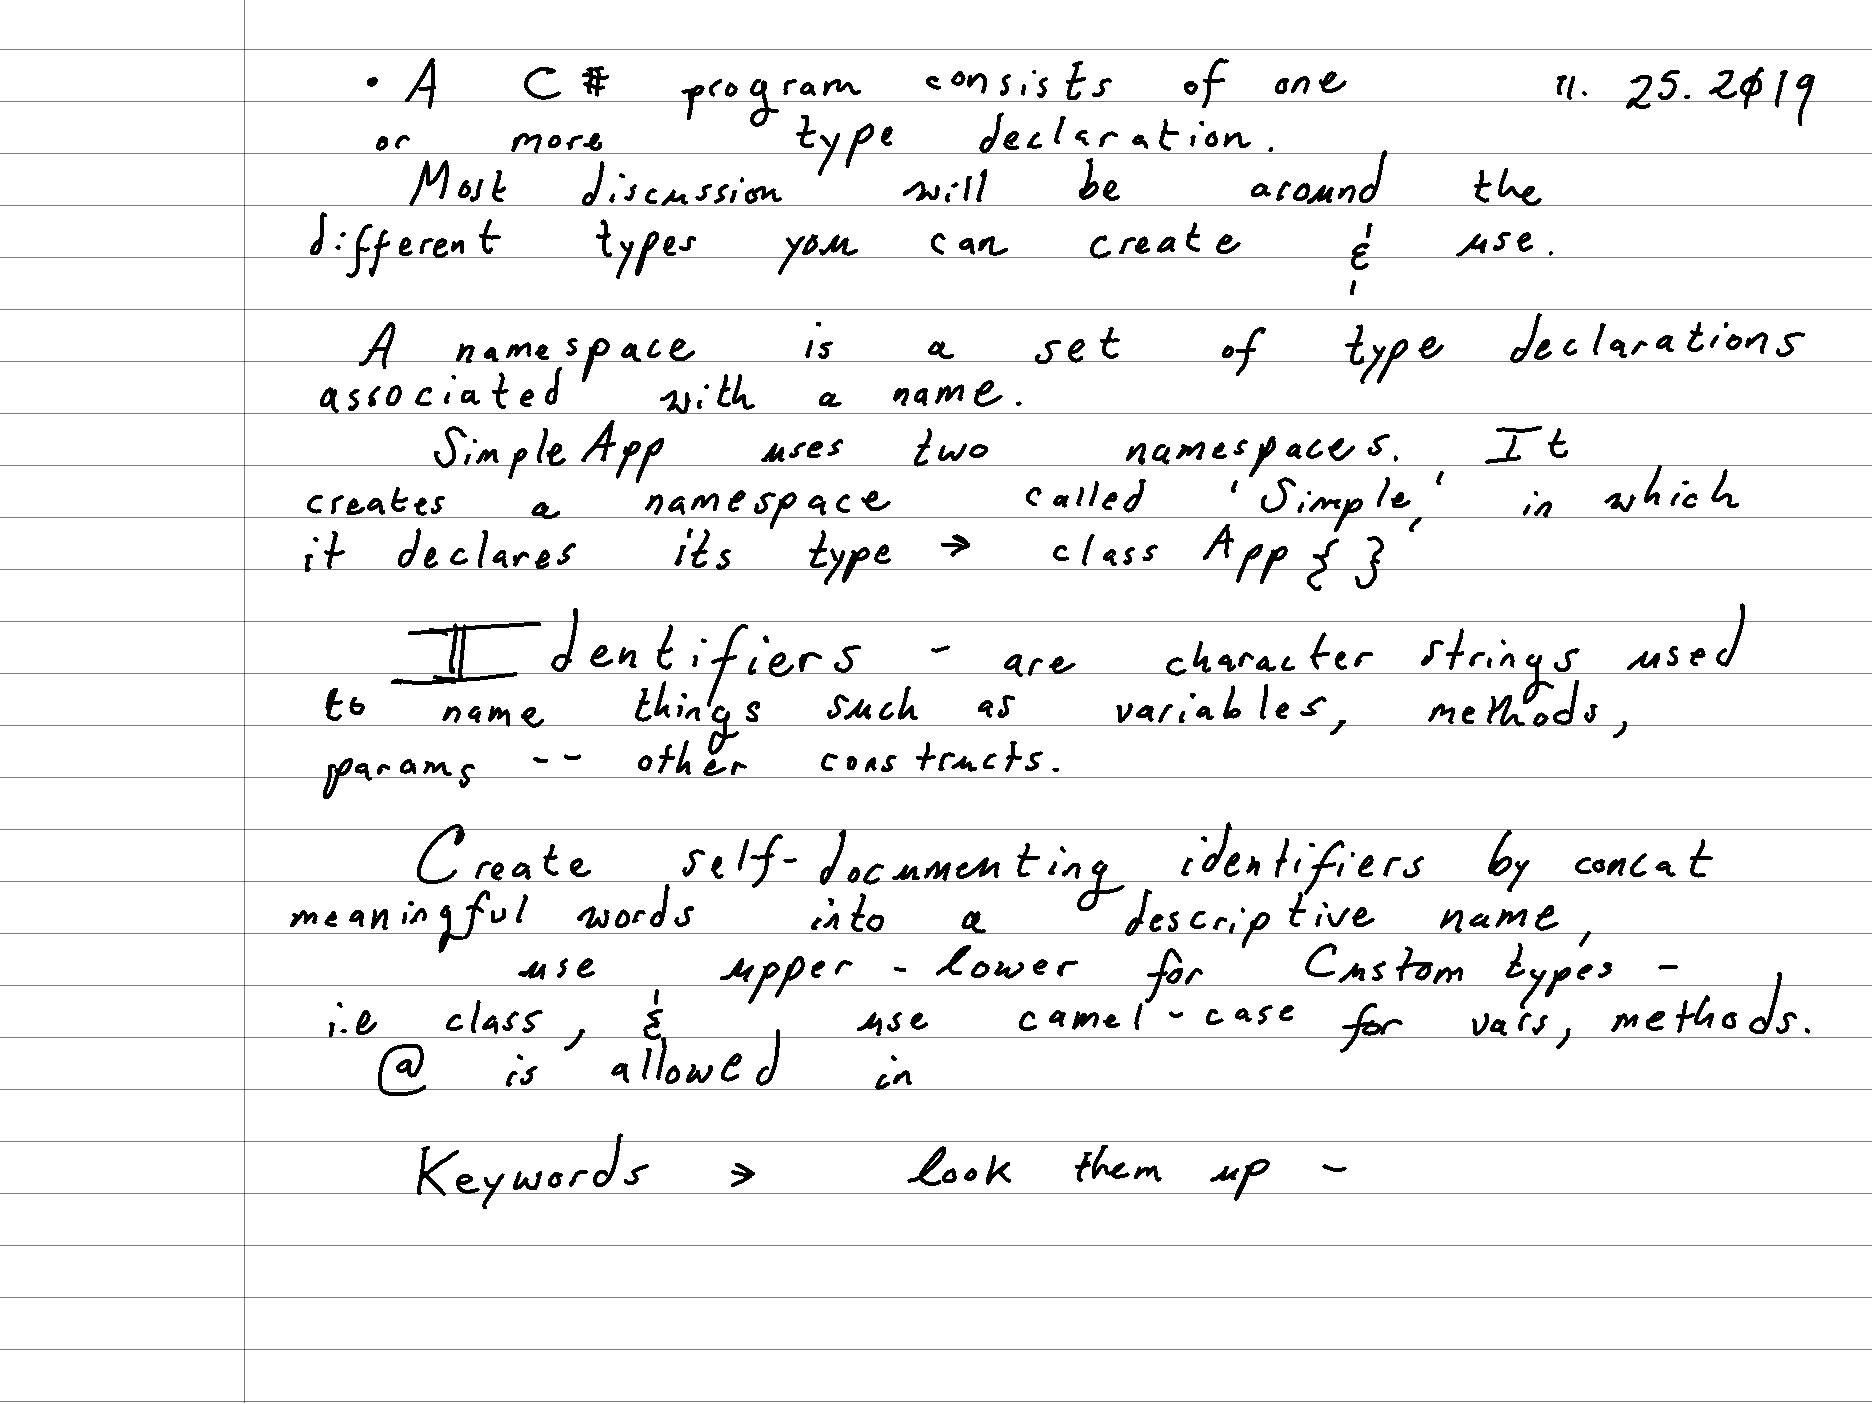 • A C# program consists of one 11. 25. 2019
or more type declaration.
Most discussion will be around the
different types you can create & use.
A namespace is a set of type declarations
associated with a name.
SimpleApp uses two namespaces. It
creates a namespace called 'Simple,' in which
it declares its type → class App { }
Identifiers - are character strings used
to name things such as variables, methods,
params -- other constructs.
Create self-documenting identifiers by concat
meaningful words into a descriptive name,
use upper - lower for Custom types -
i.e class, & use camel-case for vars, methods.
@ is allowed in
Keywords → look them up -